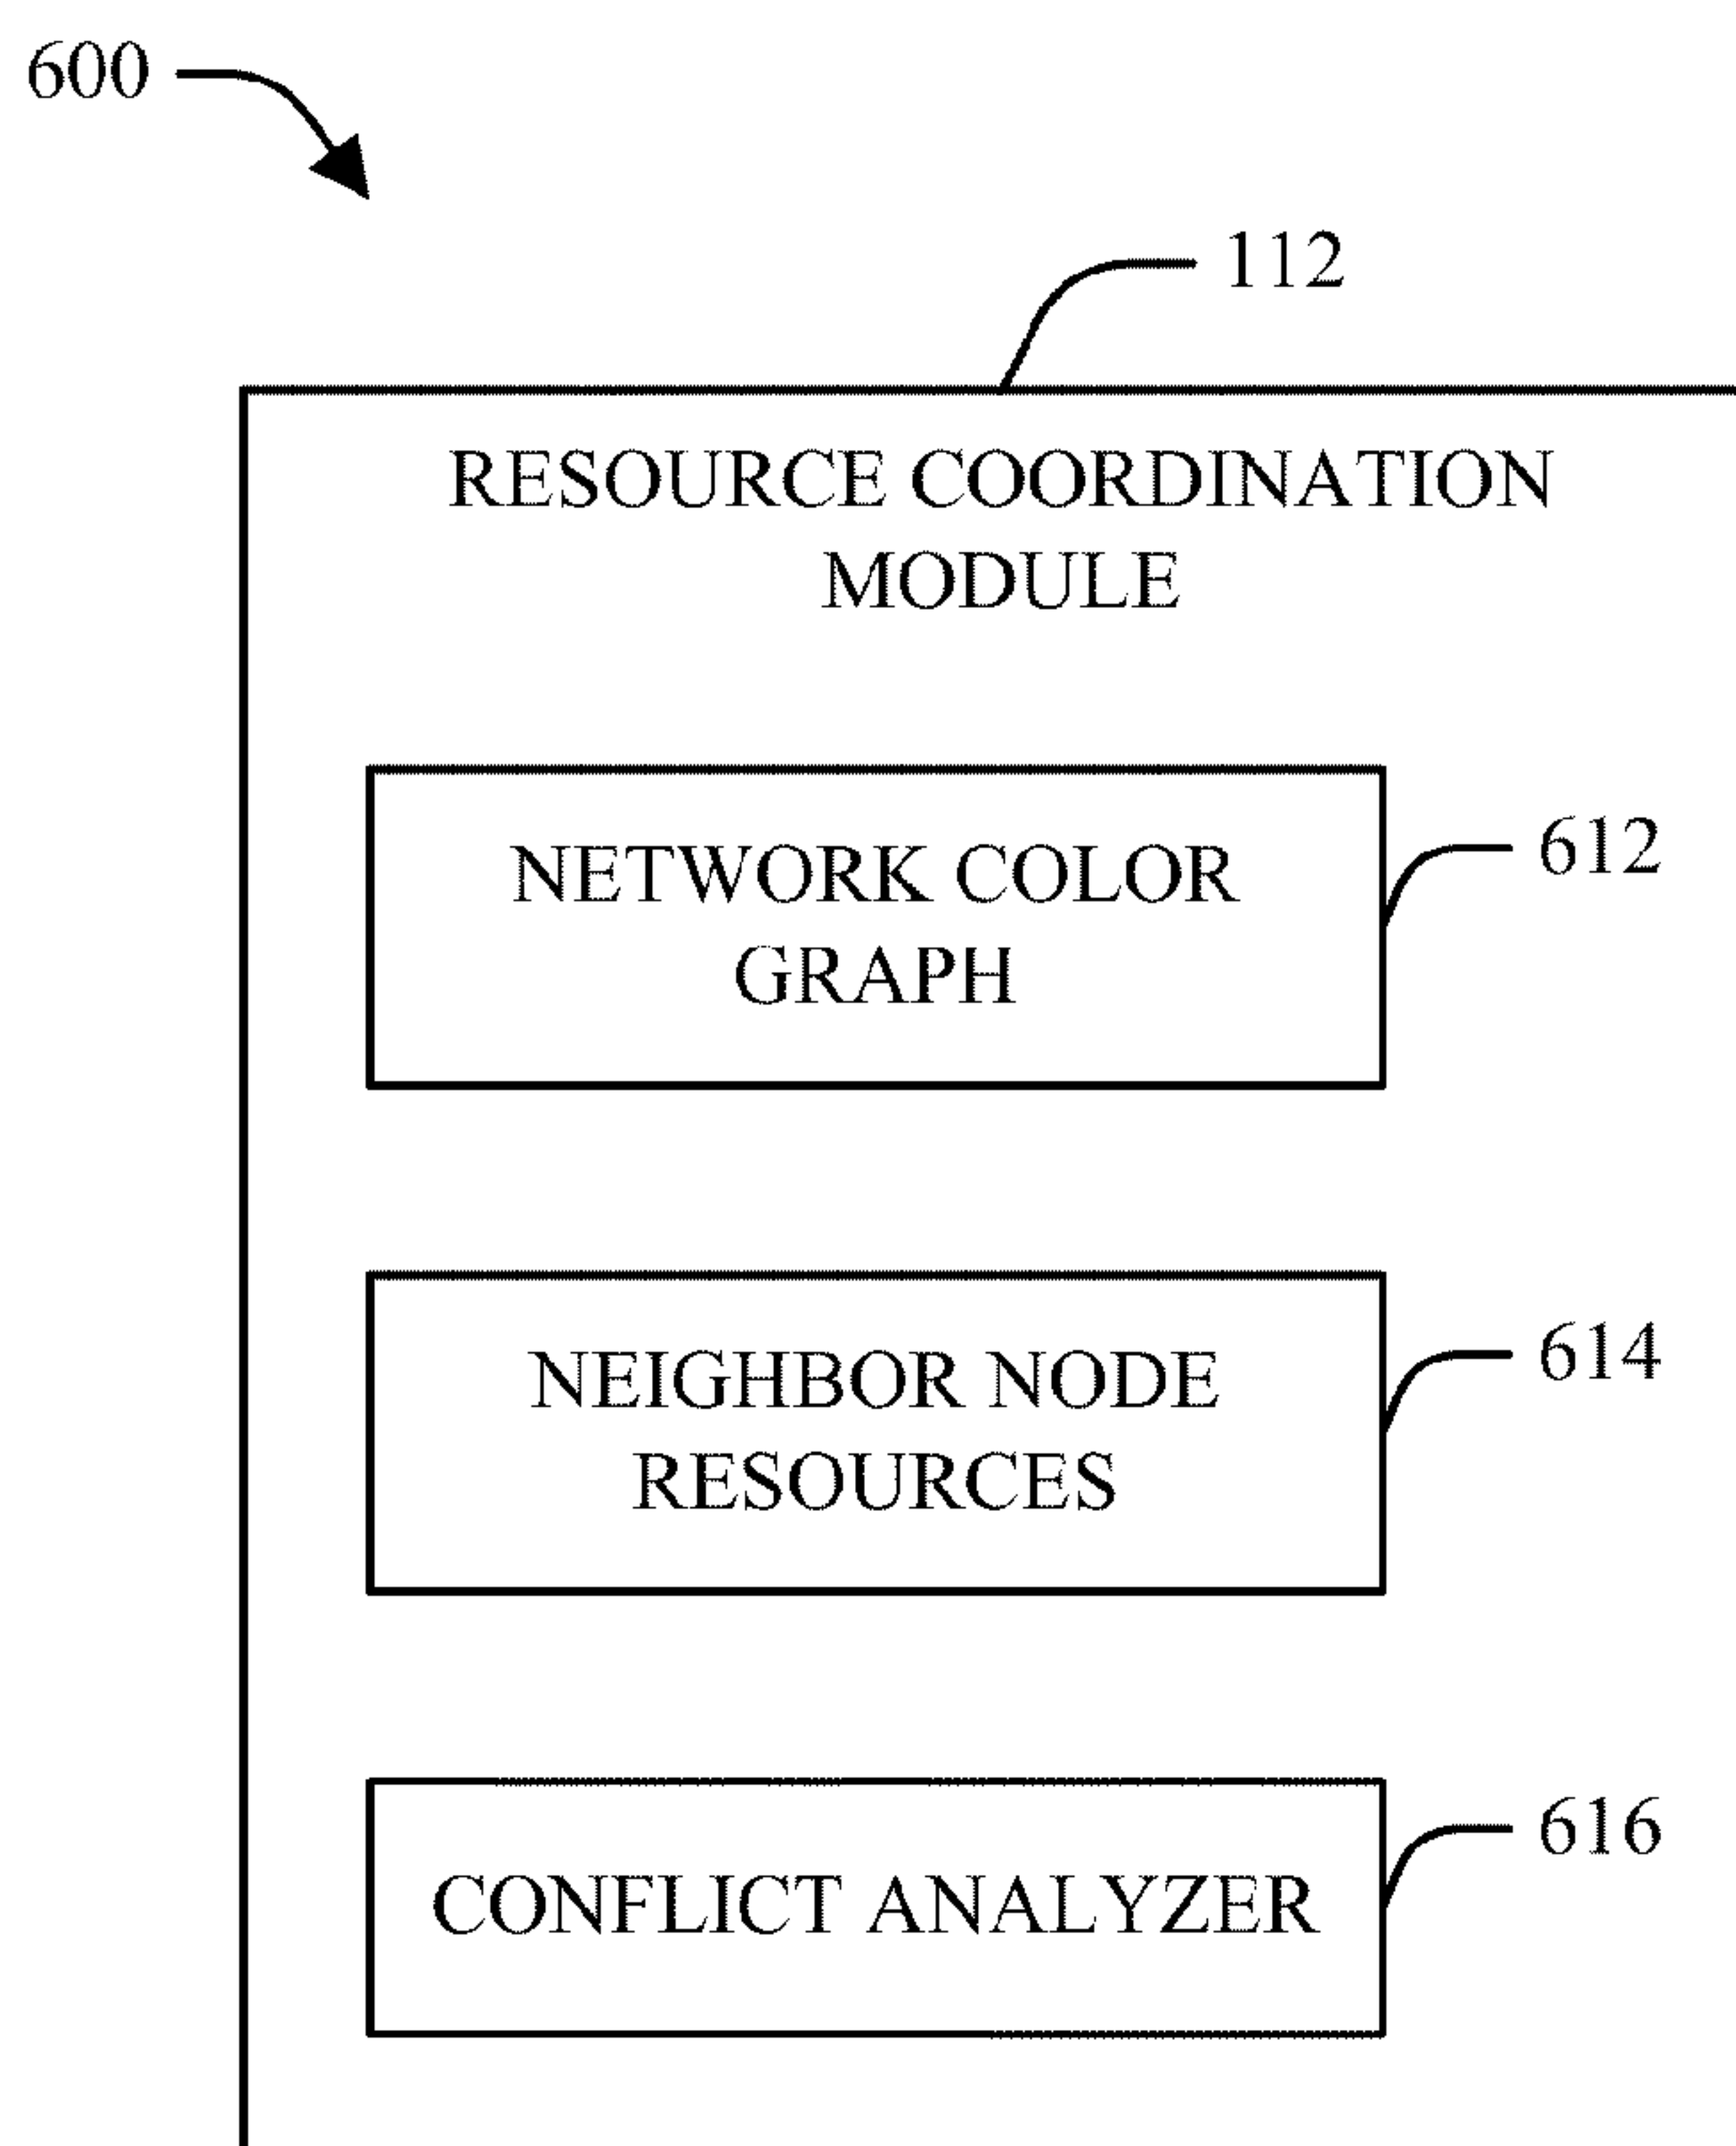 600
112
RESOURCE COORDINATION
MODULE
NETWORK COLOR
GRAPH
612
NEIGHBOR NODE
RESOURCES
614
CONFLICT ANALYZER
616